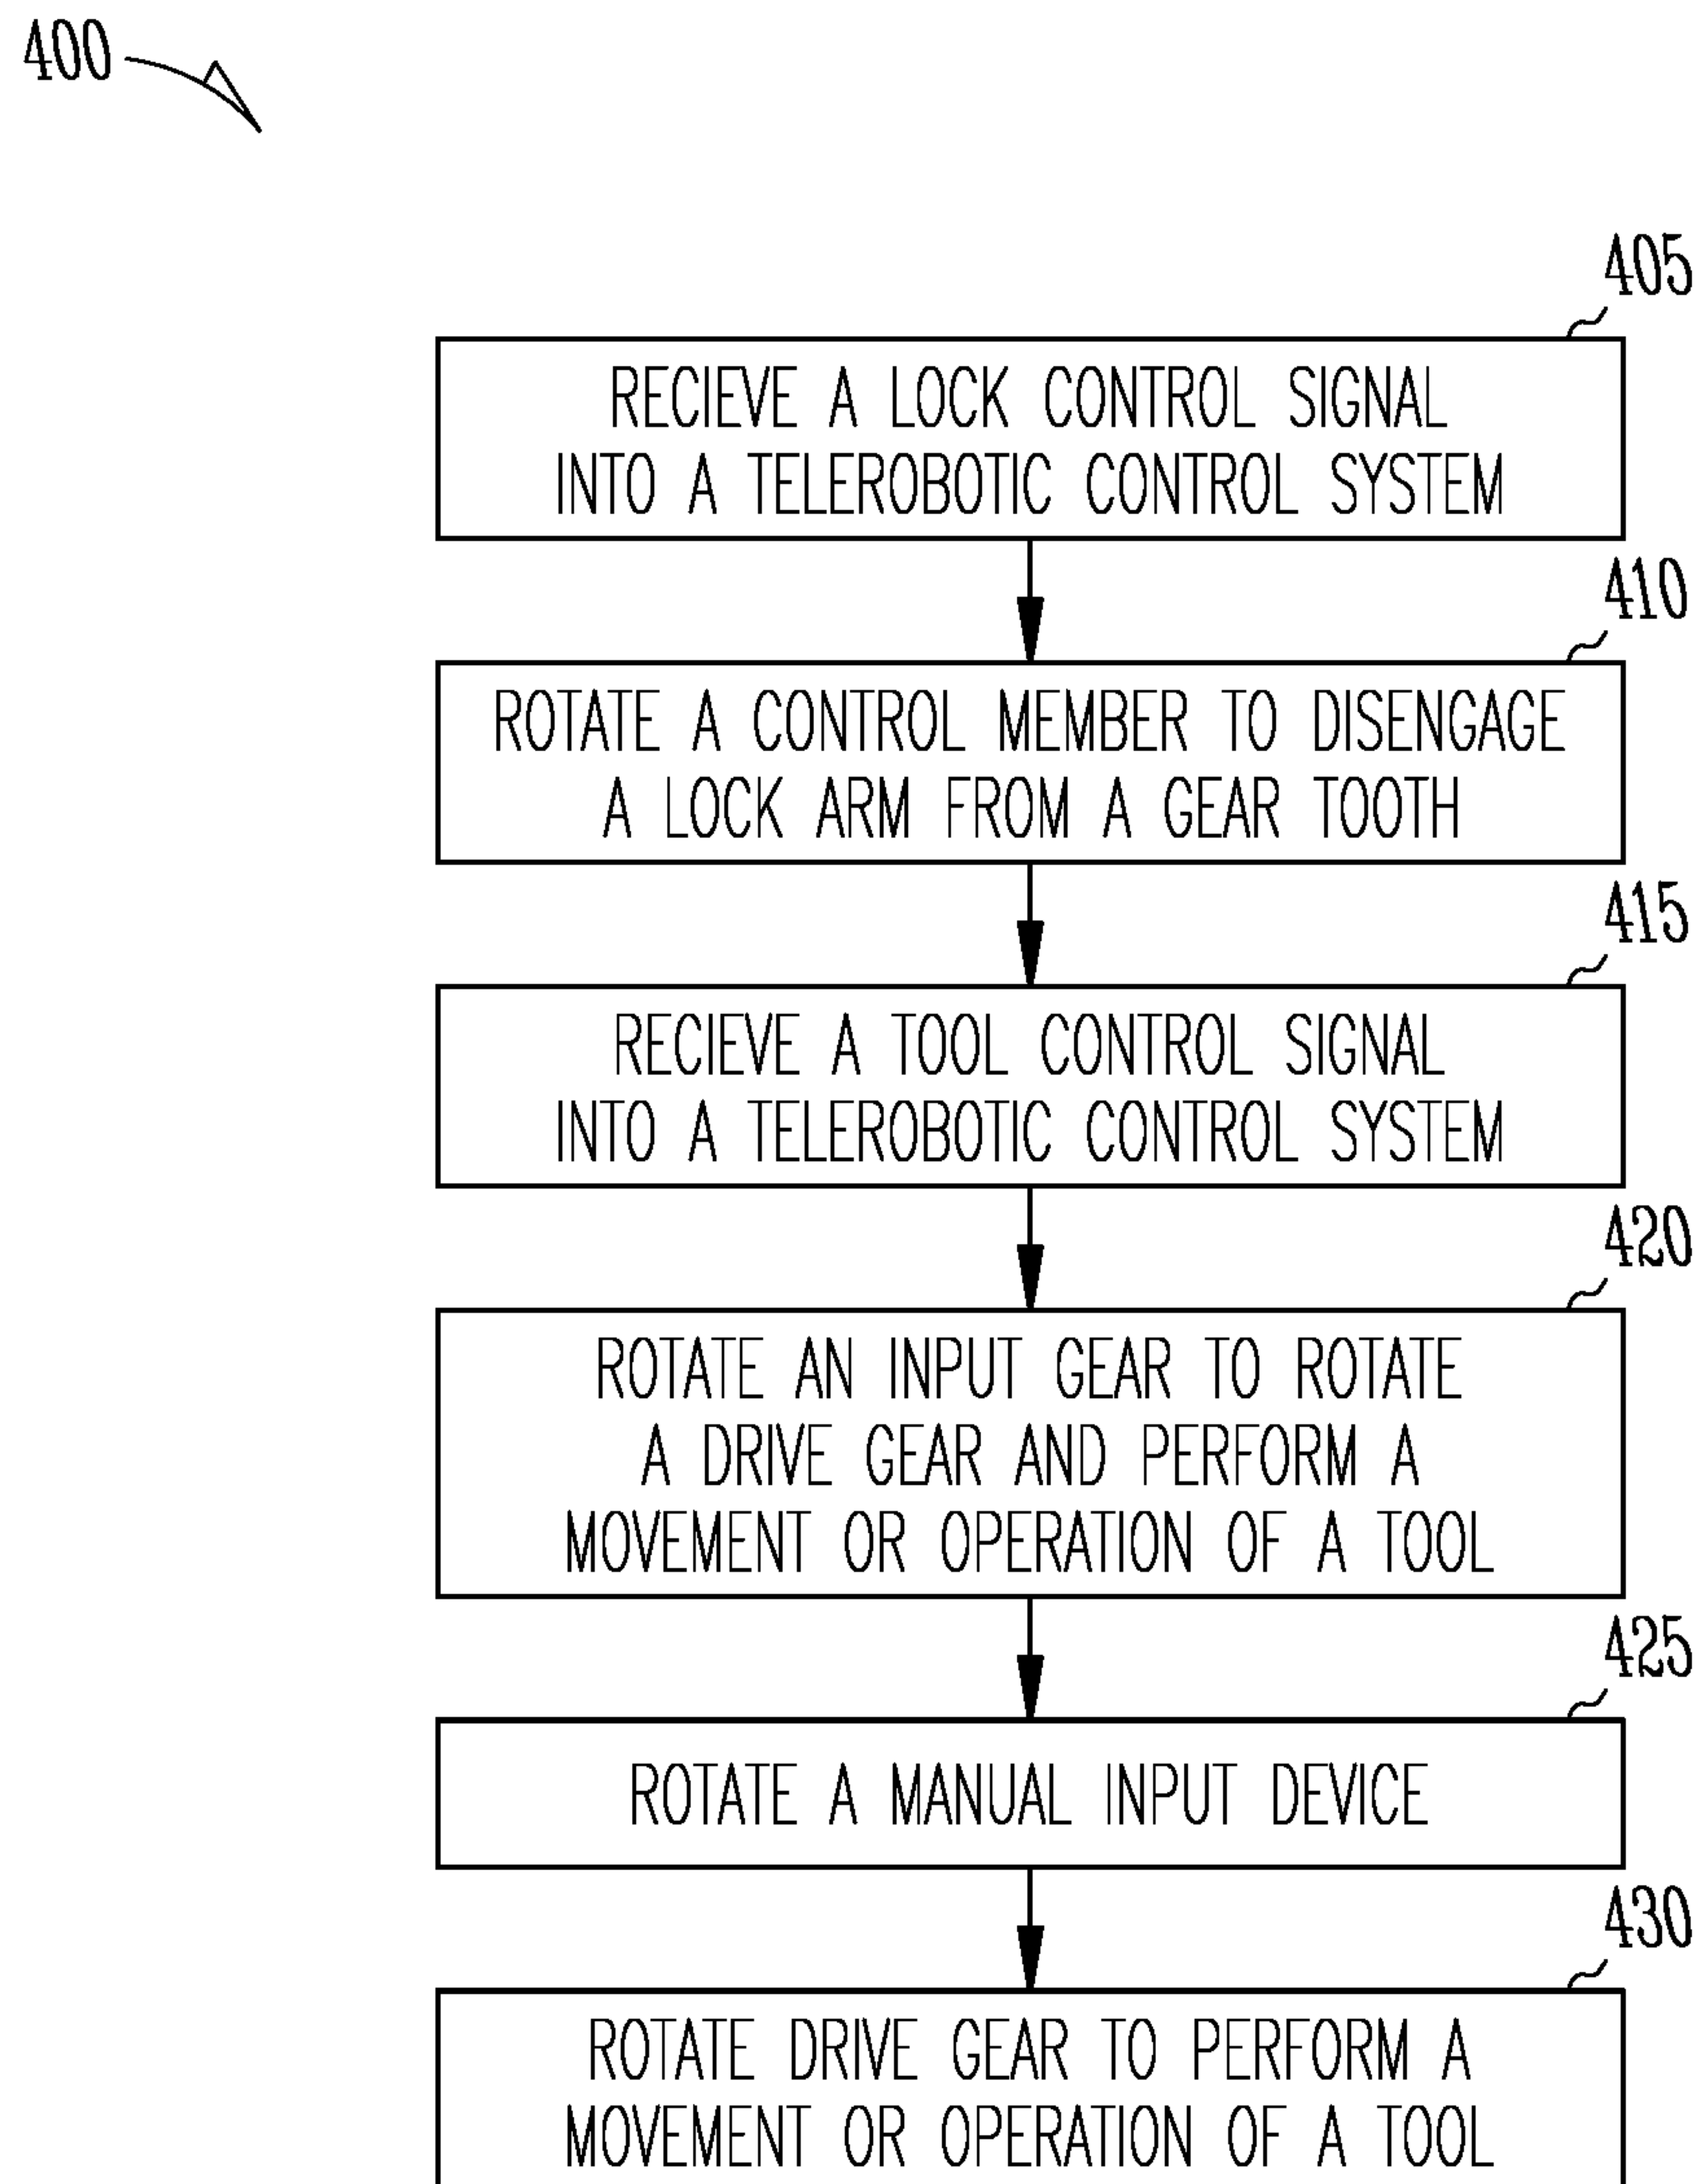 400
405
RECIEVE A LOCK CONTROL SIGNAL
INTO A TELEROBOTIC CONTROL SYSTEM
410
ROTATE A CONTROL MEMBER TO DISENGAGE
A LOCK ARM FROM A GEAR TOOTH
415
RECIEVE A TOOL CONTROL SIGNAL
INTO A TELEROBOTIC CONTROL SYSTEM
420
ROTATE AN INPUT GEAR TO ROTATE
A DRIVE GEAR AND PERFORM A
MOVEMENT OR OPERATION OF A TOOL
425
ROTATE A MANUAL INPUT DEVICE
430
ROTATE DRIVE GEAR TO PERFORM A
MOVEMENT OR OPERATION OF A TOOL